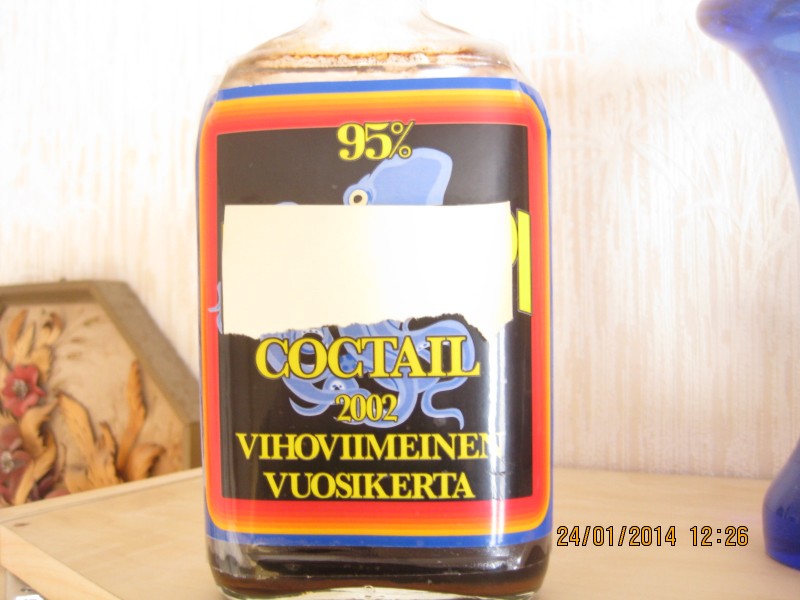 95%
COCTAIL
2002
VIHOVIIMEINEN
VUOSIKERTA
24/01/2014 12:26